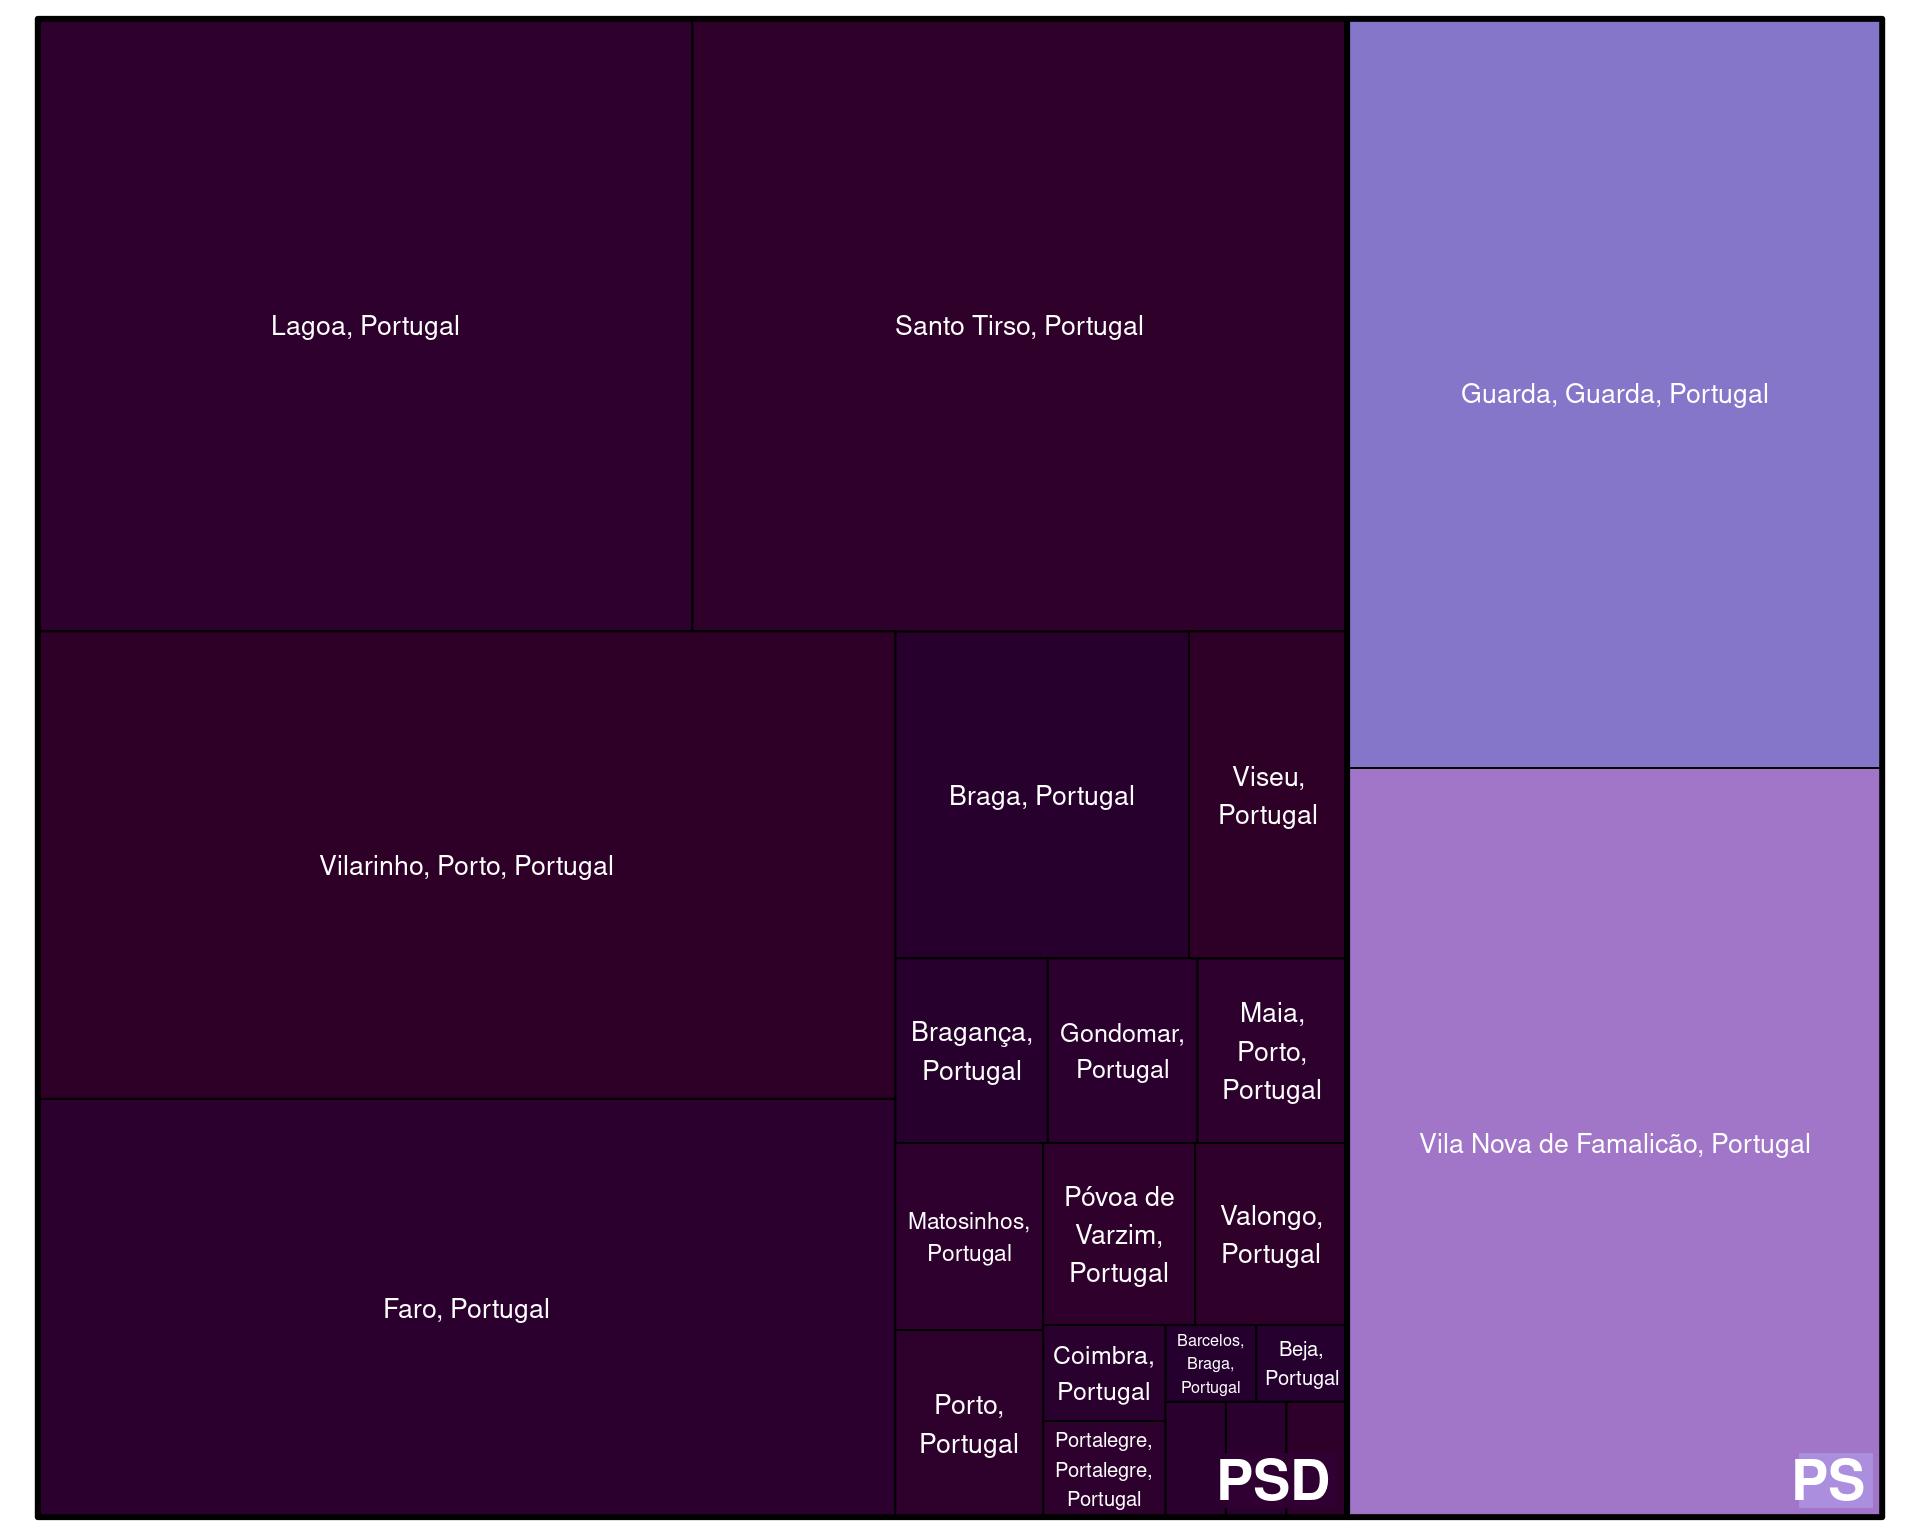 Lagoa, Portugal
Santo Tirso, Portugal
Guarda, Guarda, Portugal
Vilarinho, Porto, Portugal
Braga, Portugal
Viseu,
Portugal
Bragança,
Portugal
Gondomar,
Portugal
Maia,
Porto,
Portugal
Vila Nova de Famalicão, Portugal
Matosinhos,
Portugal
Póvoa de
Varzim,
Portugal
Valongo,
Portugal
Faro, Portugal
Porto,
Portugal
Coimbra,
Portugal
Barcelos,
Braga,
Portugal
Beja,
Portugal
Portalegre,
Portalegre,
Portugal
PSD
PS